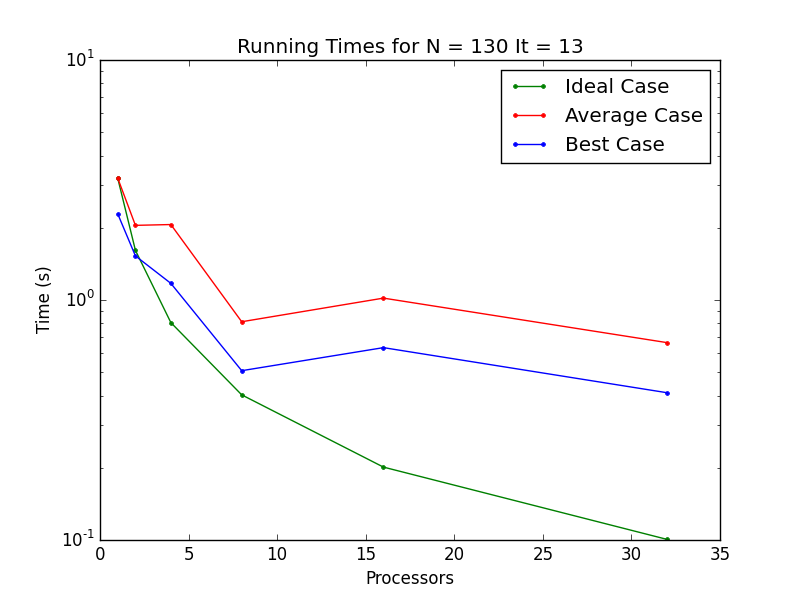 Running Times for N = 130 It = 13
10^1
Ideal Case
Average Case
Best Case
10^0
Time (s)
10^-1
0 5 10 15 20 25 30 35
Processors